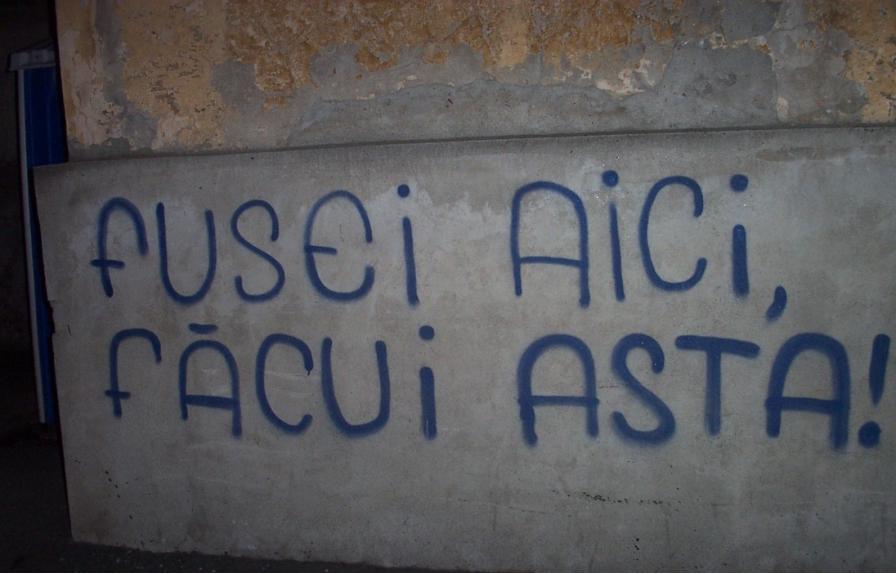 FUSEI AICI,
FĂCUI ASTA!